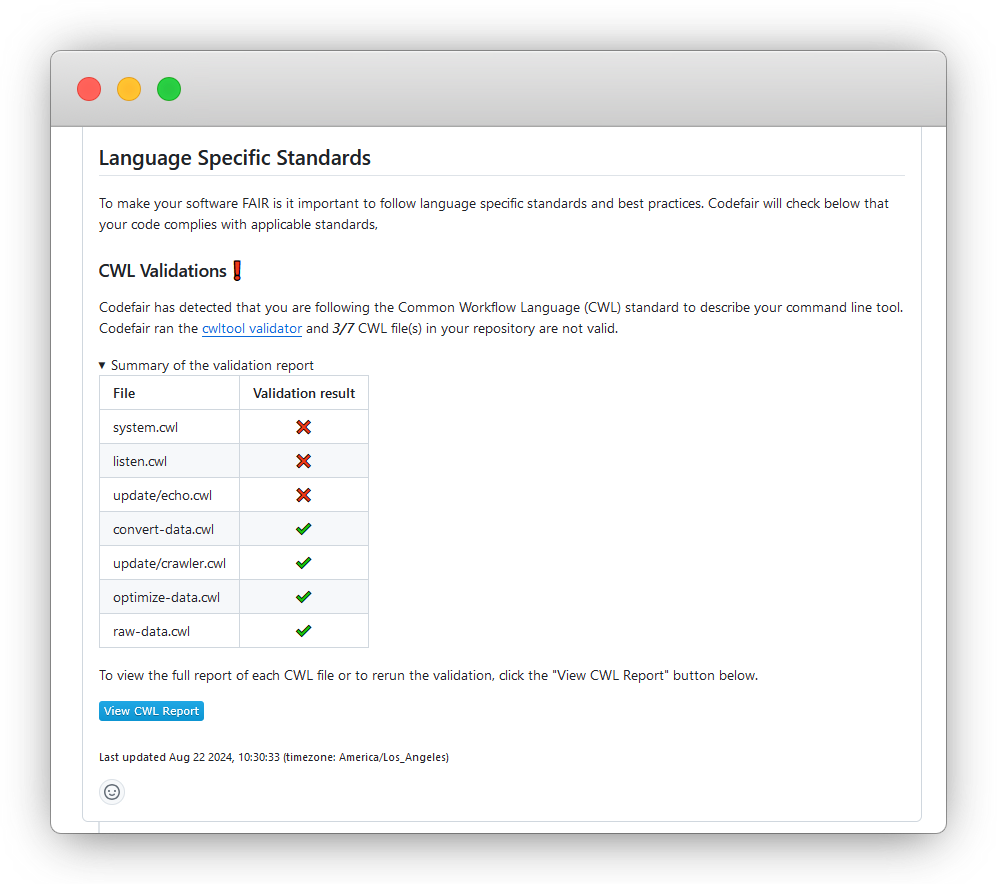 Language Specific Standards
To make your software FAIR is it important to follow language specific standards and best practices. Codefair will check below that
your code complies with applicable standards,
CWL Validations❗
Codefair has detected that you are following the Common Workflow Language (CWL) standard to describe your command line tool.
Codefair ran the cwltool validator and 3/7 CWL file(s) in your repository are not valid.
▾ Summary of the validation report
File Validation result
system.cwl ❌
listen.cwl ❌
update/echo.cwl ❌
convert-data.cwl ✔
update/crawler.cwl ✔
optimize-data.cwl ✔
raw-data.cwl ✔
To view the full report of each CWL file or to rerun the validation, click the "View CWL Report" button below.
View CWL Report
Last updated Aug 22 2024, 10:30:33 (timezone: America/Los_Angeles)